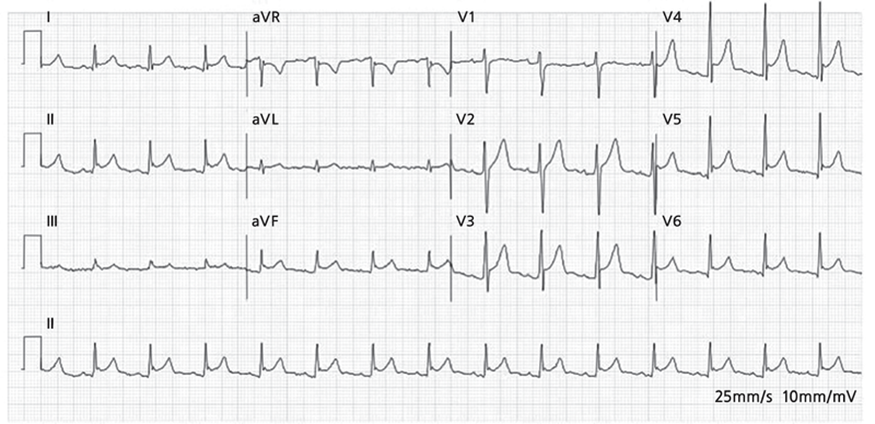 I aVR V1 V4
II aVL V2 V5
III aVF V3 V6
II
25mm/s 10mm/mV